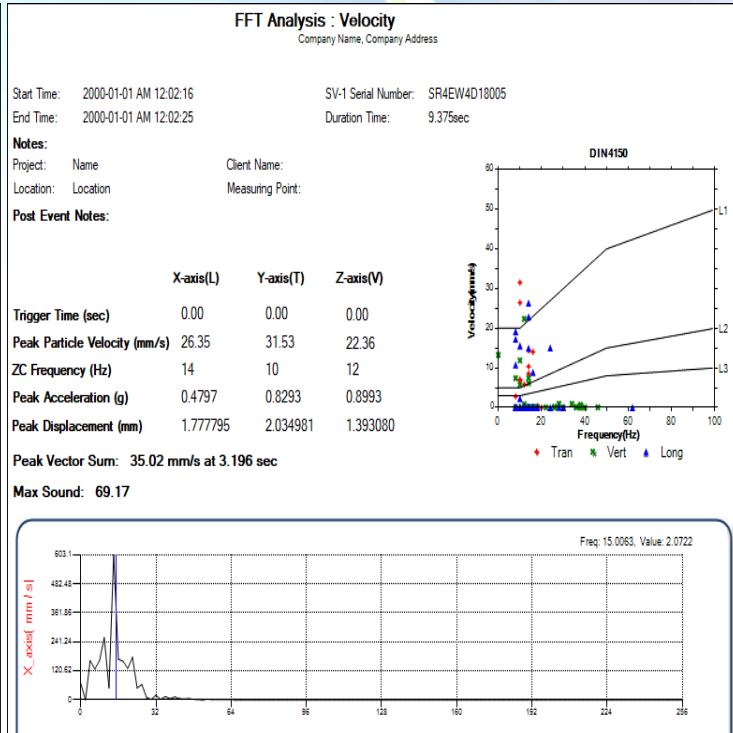 FFT Analysis : Velocity
Company Name, Company Address
Start Time: 2000-01-01 AM 12:02:16 SV-1 Serial Number: SR4EW4D18005
End Time: 2000-01-01 AM 12:02:25 Duration Time: 9.375sec
Notes:
Project: Name Client Name:
Location: Location Measuring Point:
Post Event Notes:
X-axis(L) Y-axis(T) Z-axis(V)
Trigger Time (sec) 0.00 0.00 0.00
Peak Particle Velocity (mm/s) 26.35 31.53 22.36
ZC Frequency (Hz) 14 10 12
Peak Acceleration (g) 0.4797 0.8293 0.8993
Peak Displacement (mm) 1.777795 2.034981 1.393080
Peak Vector Sum: 35.02 mm/s at 3.196 sec
Max Sound: 69.17
DIN4150
60
50
40
30
20
10
0
Velocity(mm/s)
L1
L2
L3
0 20 40 60 80 100
Frequency(Hz)
Tran Vert Long
Freq: 15.0063, Value: 2.0722
603.1
482.48
361.86
241.24
120.62
0
X_axis[ mm / s]
0 32 64 96 128 160 192 224 256